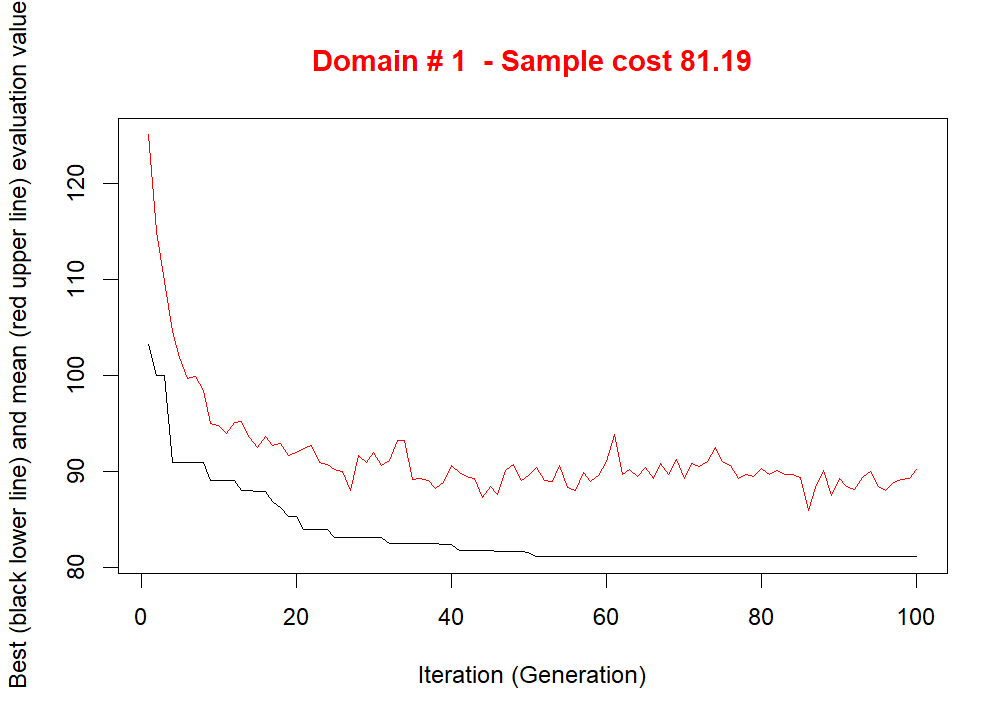 Domain # 1  - Sample cost 81.19
Best (black lower line) and mean (red upper line) evaluation value
120
110
100
90
80
0 20 40 60 80 100
Iteration (Generation)